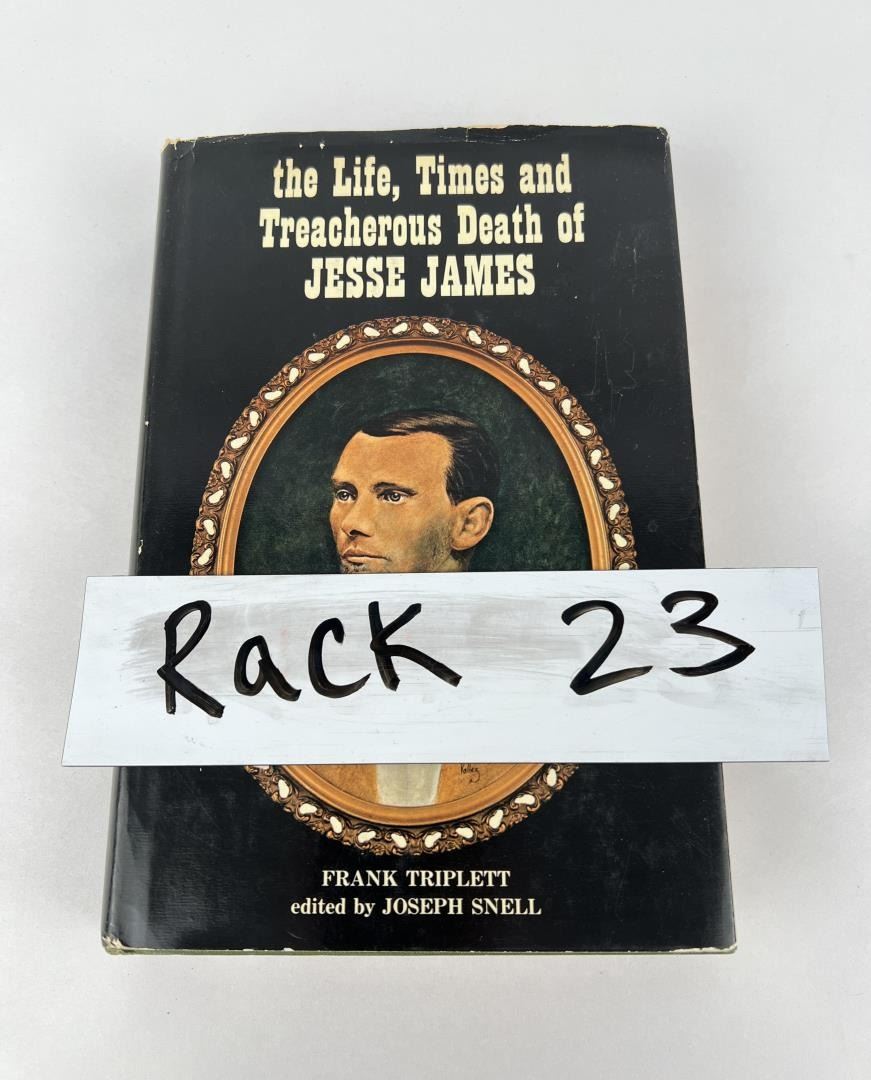 the Life, Times and
Treacherous Death of
JESSE JAMES
Rack 23
FRANK TRIPLETT
edited by JOSEPH SNELL